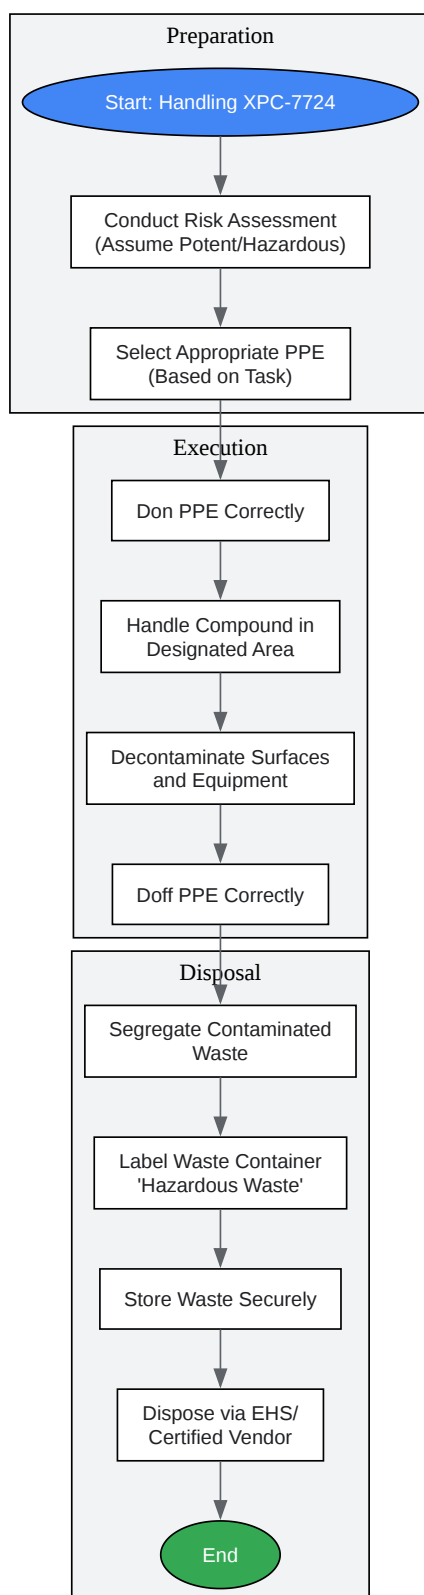 Preparation
Start: Handling XPC-7724
Conduct Risk Assessment
(Assume Potent/Hazardous)
Select Appropriate PPE
(Based on Task)
Execution
Don PPE Correctly
Handle Compound in
Designated Area
Decontaminate Surfaces
and Equipment
Doff PPE Correctly
Disposal
Segregate Contaminated
Waste
Label Waste Container
'Hazardous Waste'
Store Waste Securely
Dispose via EHS/
Certified Vendor
End